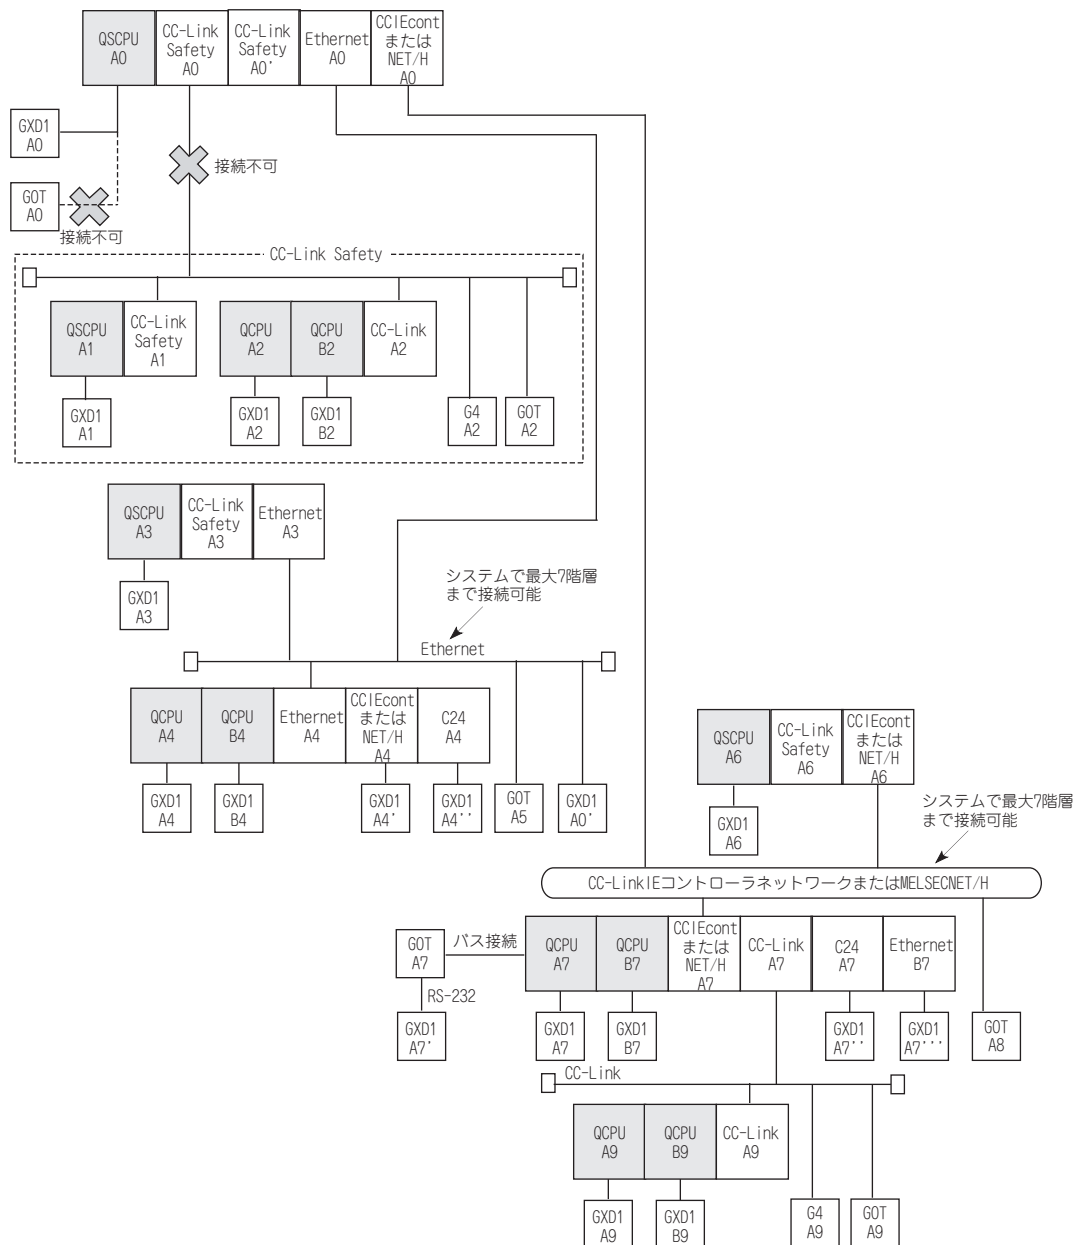 QSCPU
A0
CC-Link
Safety
A0
CC-Link
Safety
A0'
Ethernet
A0
CCIEcont
または
NET/H
A0
GXD1
A0
GOT
A0
接続不可
接続不可
CC-Link Safety
QSCPU
A1
CC-Link
Safety
A1
QCPU
A2
QCPU
B2
CC-Link
A2
GXD1
A1
GXD1
A2
GXD1
B2
G4
A2
GOT
A2
QSCPU
A3
CC-Link
Safety
A3
Ethernet
A3
GXD1
A3
システムで最大7階層
まで接続可能
Ethernet
QCPU
A4
QCPU
B4
Ethernet
A4
CCIEcont
または
NET/H
A4
C24
A4
GXD1
A4
GXD1
B4
GXD1
A4'
GXD1
A4''
GOT
A5
GXD1
A0'
QSCPU
A6
CC-Link
Safety
A6
CCIEcont
または
NET/H
A6
GXD1
A6
システムで最大7階層
まで接続可能
CC-LinkIEコントローラネットワークまたはMELSECNET/H
GOT
A7
バス接続
RS-232
GXD1
A7'
QCPU
A7
QCPU
B7
CCIEcont
または
NET/H
A7
CC-Link
A7
C24
A7
Ethernet
B7
GXD1
A7
GXD1
B7
GXD1
A7''
GXD1
A7'''
GOT
A8
CC-Link
QCPU
A9
QCPU
B9
CC-Link
A9
GXD1
A9
GXD1
B9
G4
A9
GOT
A9